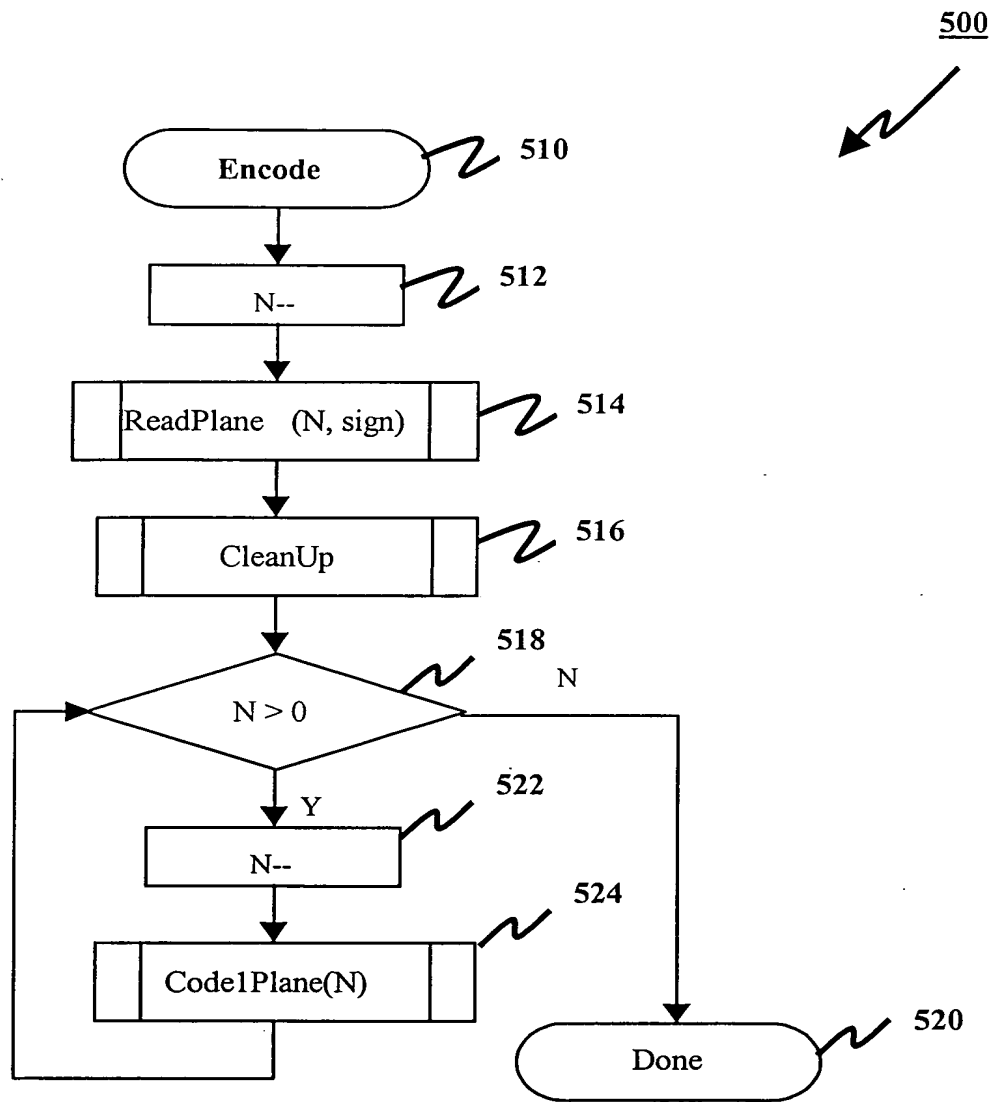 500
Encode
510
N--
512
ReadPlane (N, sign)
514
CleanUp
516
518
N > 0
N
Y
522
N--
524
Code1Plane(N)
520
Done